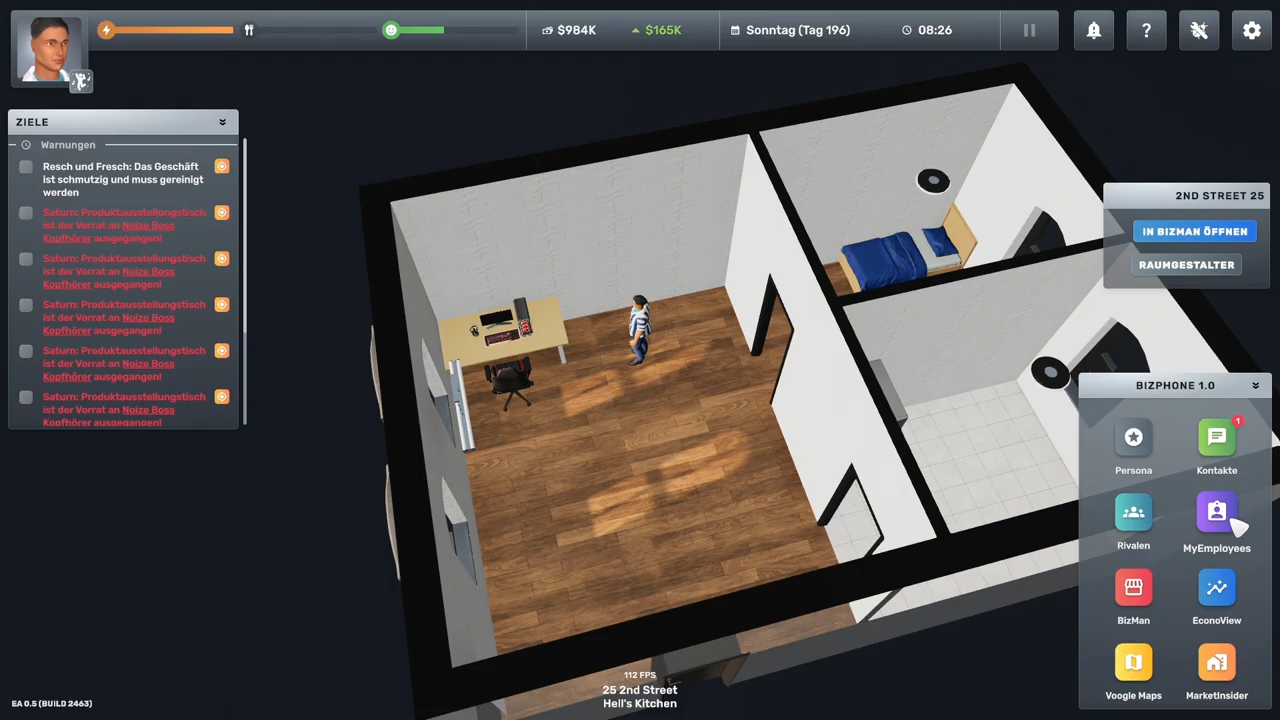 $984K
$165K
Sonntag (Tag 196)
08:26
ZIELE
Warnungen
Resch und Fresch: Das Geschäft
ist schmutzig und muss gereinigt
werden
Saturn: Produktausstellungstisch
ist der Vorrat an Noize Boss
Kopfhörer ausgegangen!
Saturn: Produktausstellungstisch
ist der Vorrat an Noize Boss
Kopfhörer ausgegangen!
Saturn: Produktausstellungstisch
ist der Vorrat an Noize Boss
Kopfhörer ausgegangen!
Saturn: Produktausstellungstisch
ist der Vorrat an Noize Boss
Kopfhörer ausgegangen!
Saturn: Produktausstellungstisch
ist der Vorrat an Noize Boss
Kopfhörer ausgegangen!
2ND STREET 25
IN BIZMAN ÖFFNEN
RAUMGESTALTER
BIZPHONE 1.0
1
Persona
Kontakte
Rivalen
MyEmployees
BizMan
EconoView
Voogle Maps
MarketInsider
112 FPS
25 2nd Street
Hell's Kitchen
EA 0.5 (BUILD 2463)